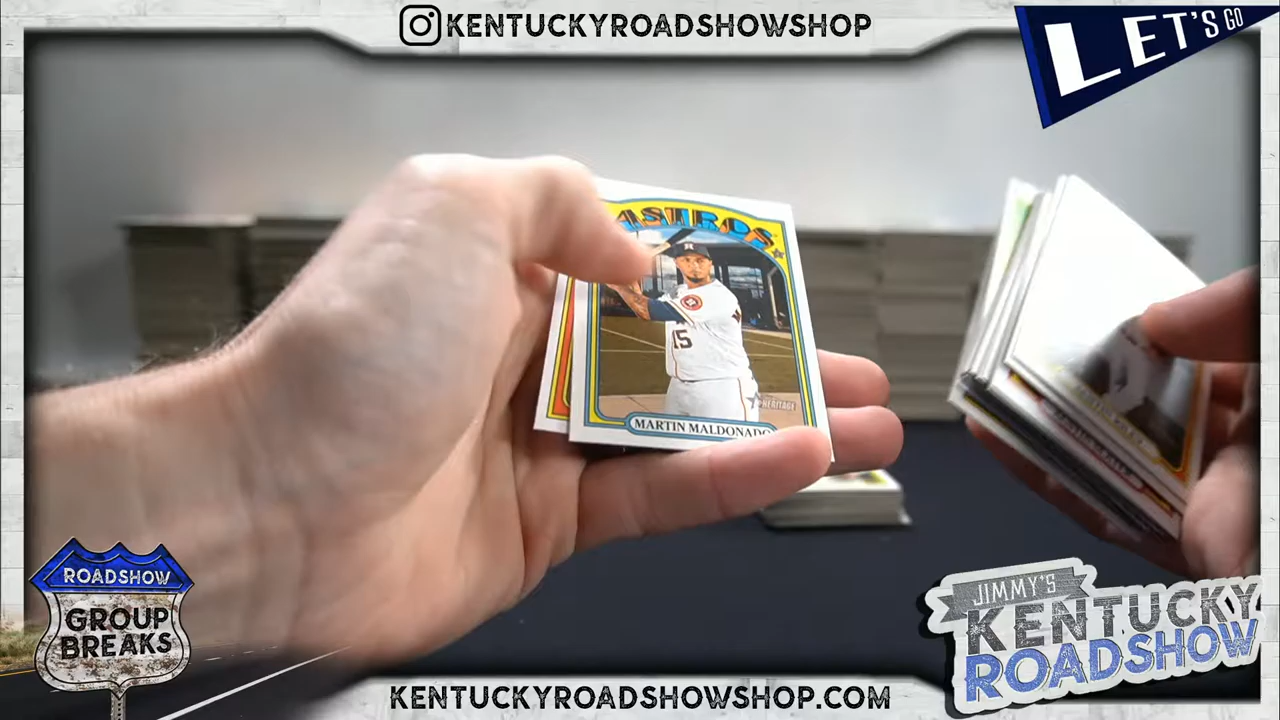 KENTUCKYROADSHOWSHOP
LET'S GO
ASTROS
15
HERITAGE
MARTIN MALDONADO
ROADSHOW
GROUP
BREAKS
JIMMY'S
KENTUCKY
ROADSHOW
KENTUCKYROADSHOWSHOP.COM